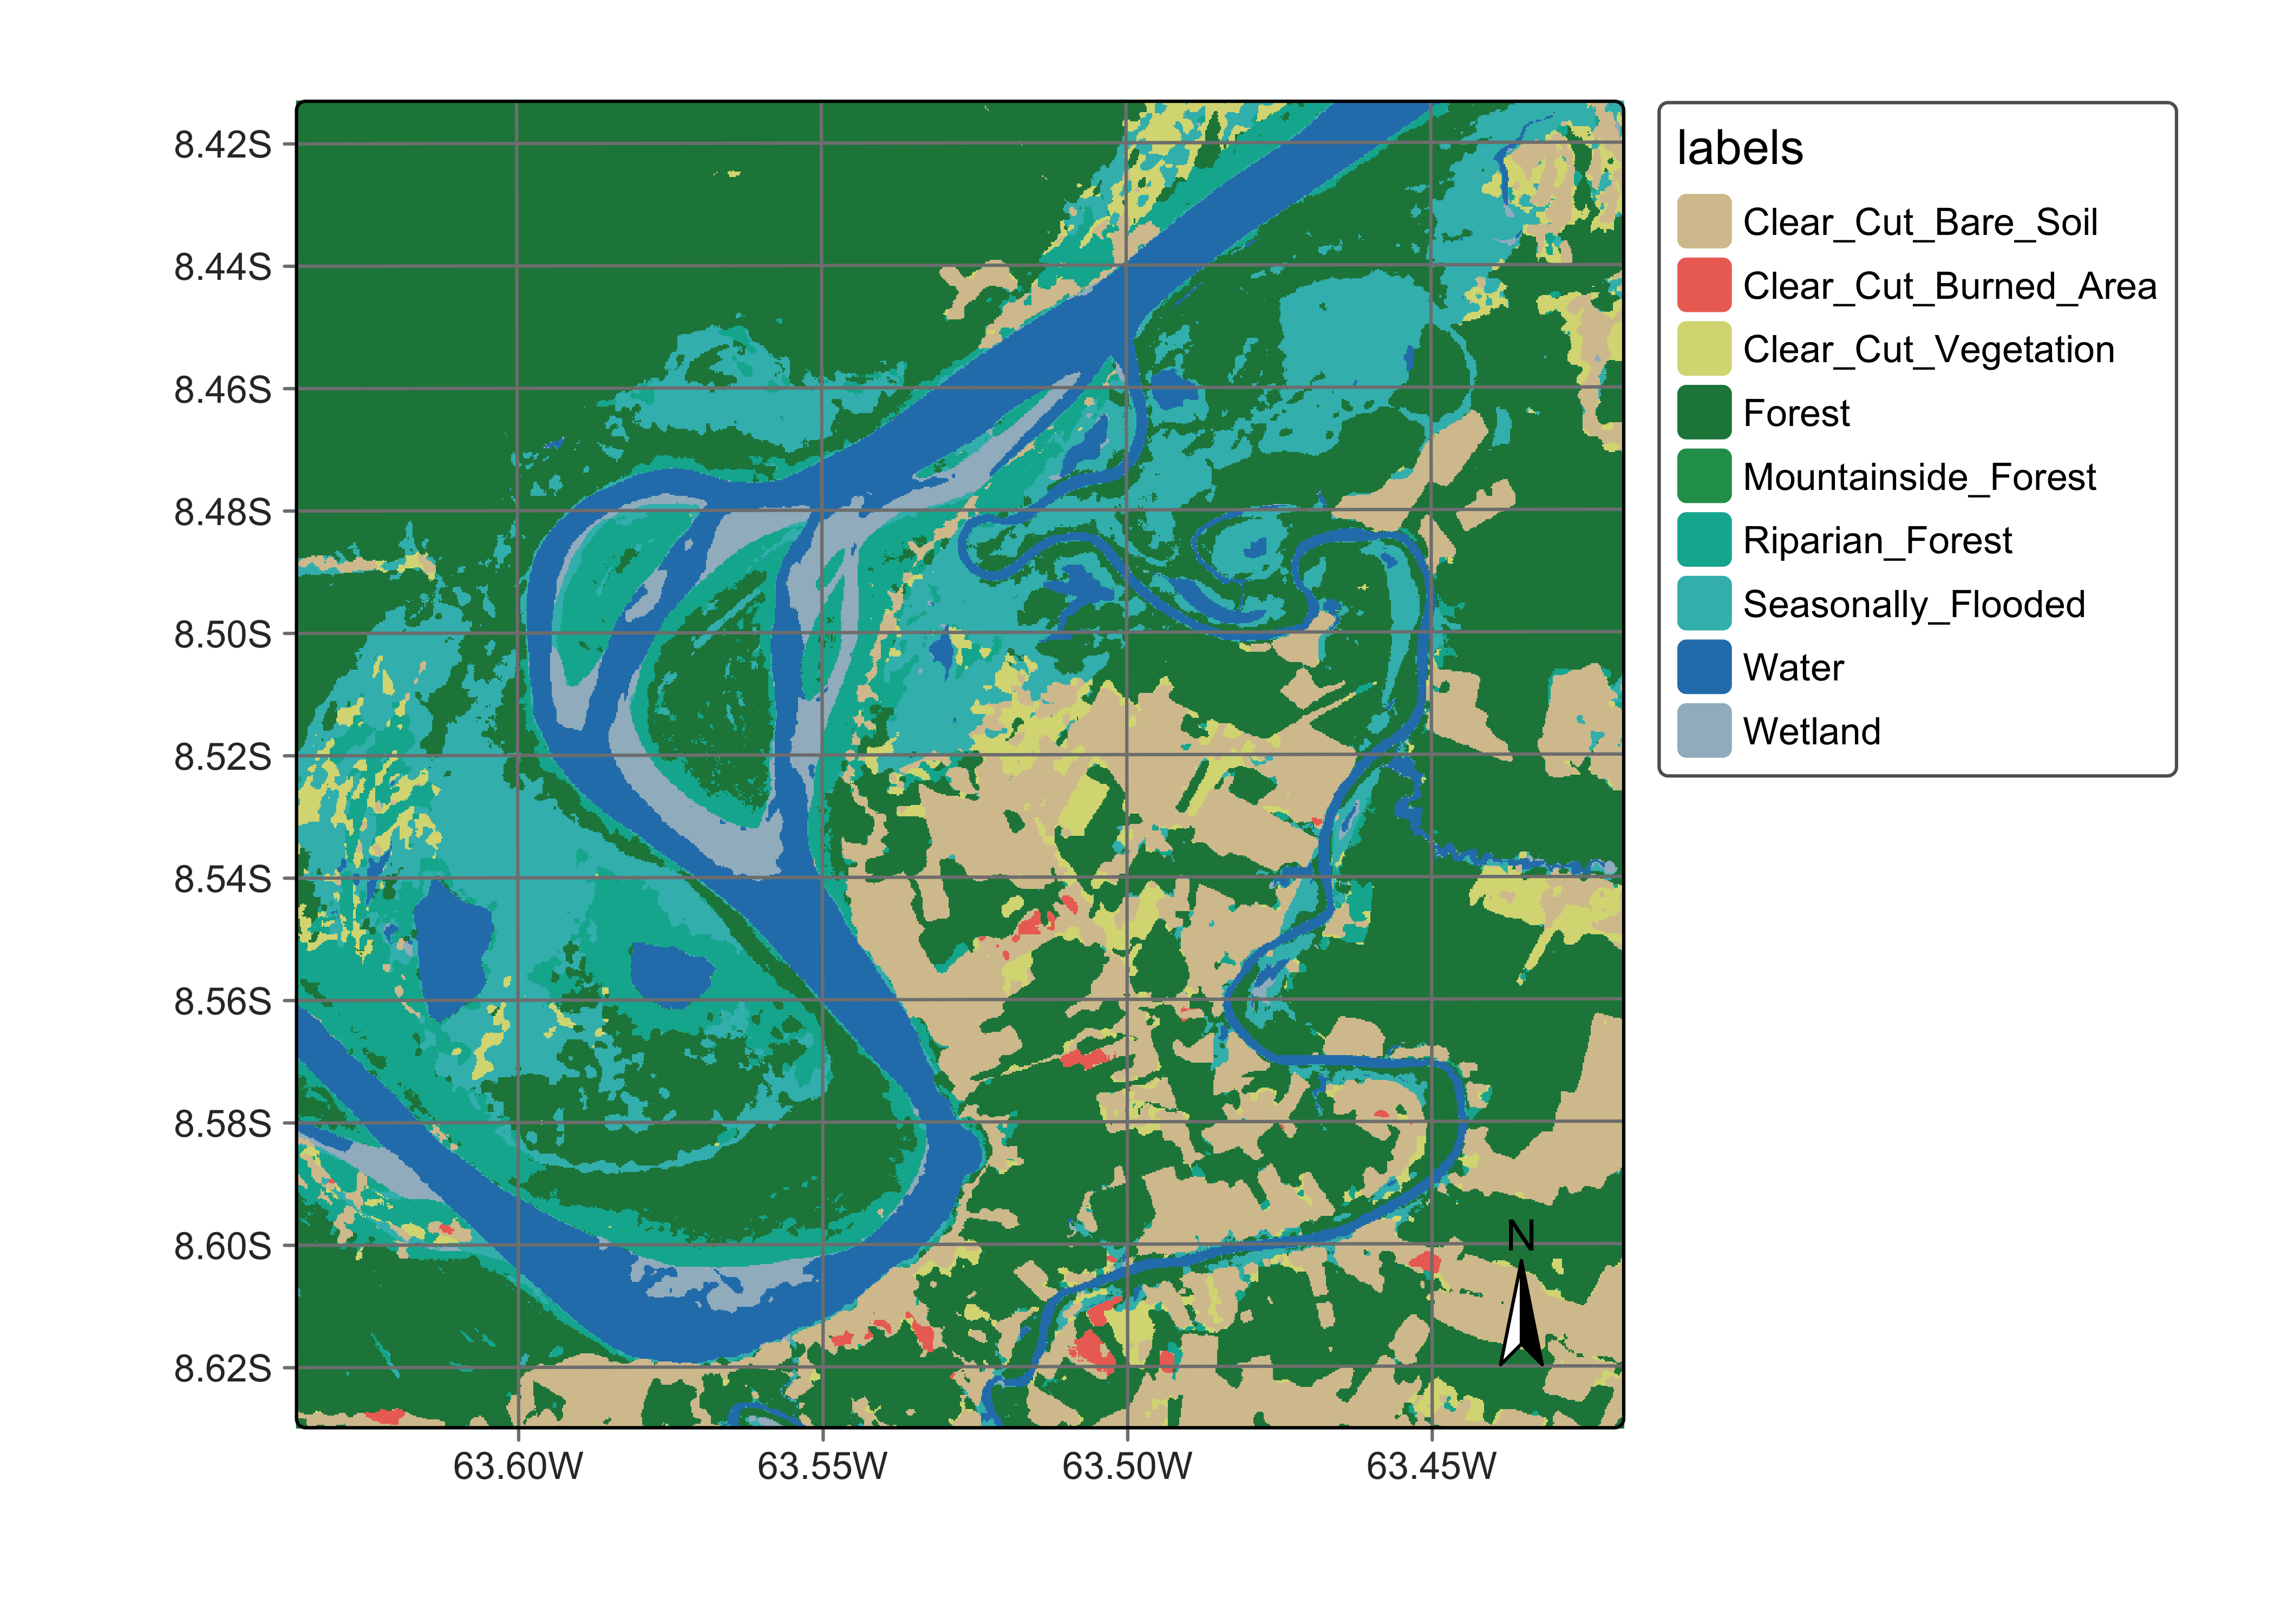 labels
Clear_Cut_Bare_Soil
Clear_Cut_Burned_Area
Clear_Cut_Vegetation
Forest
Mountainside_Forest
Riparian_Forest
Seasonally_Flooded
Water
Wetland
8.42S
8.44S
8.46S
8.48S
8.50S
8.52S
8.54S
8.56S
8.58S
8.60S
8.62S
N
63.60W 63.55W 63.50W 63.45W